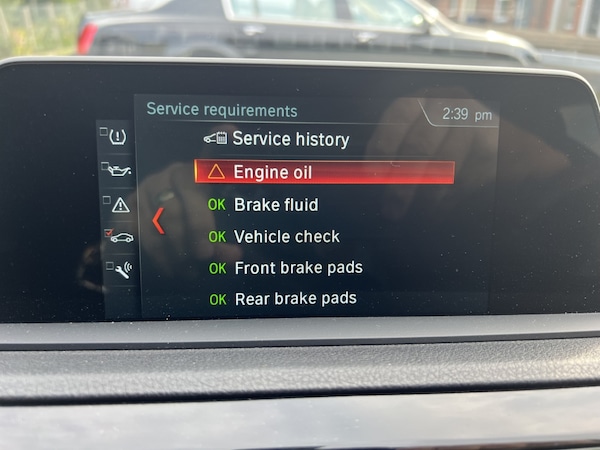 Service requirements
2:39 pm
Service history
Engine oil
OK Brake fluid
OK Vehicle check
OK Front brake pads
OK Rear brake pads